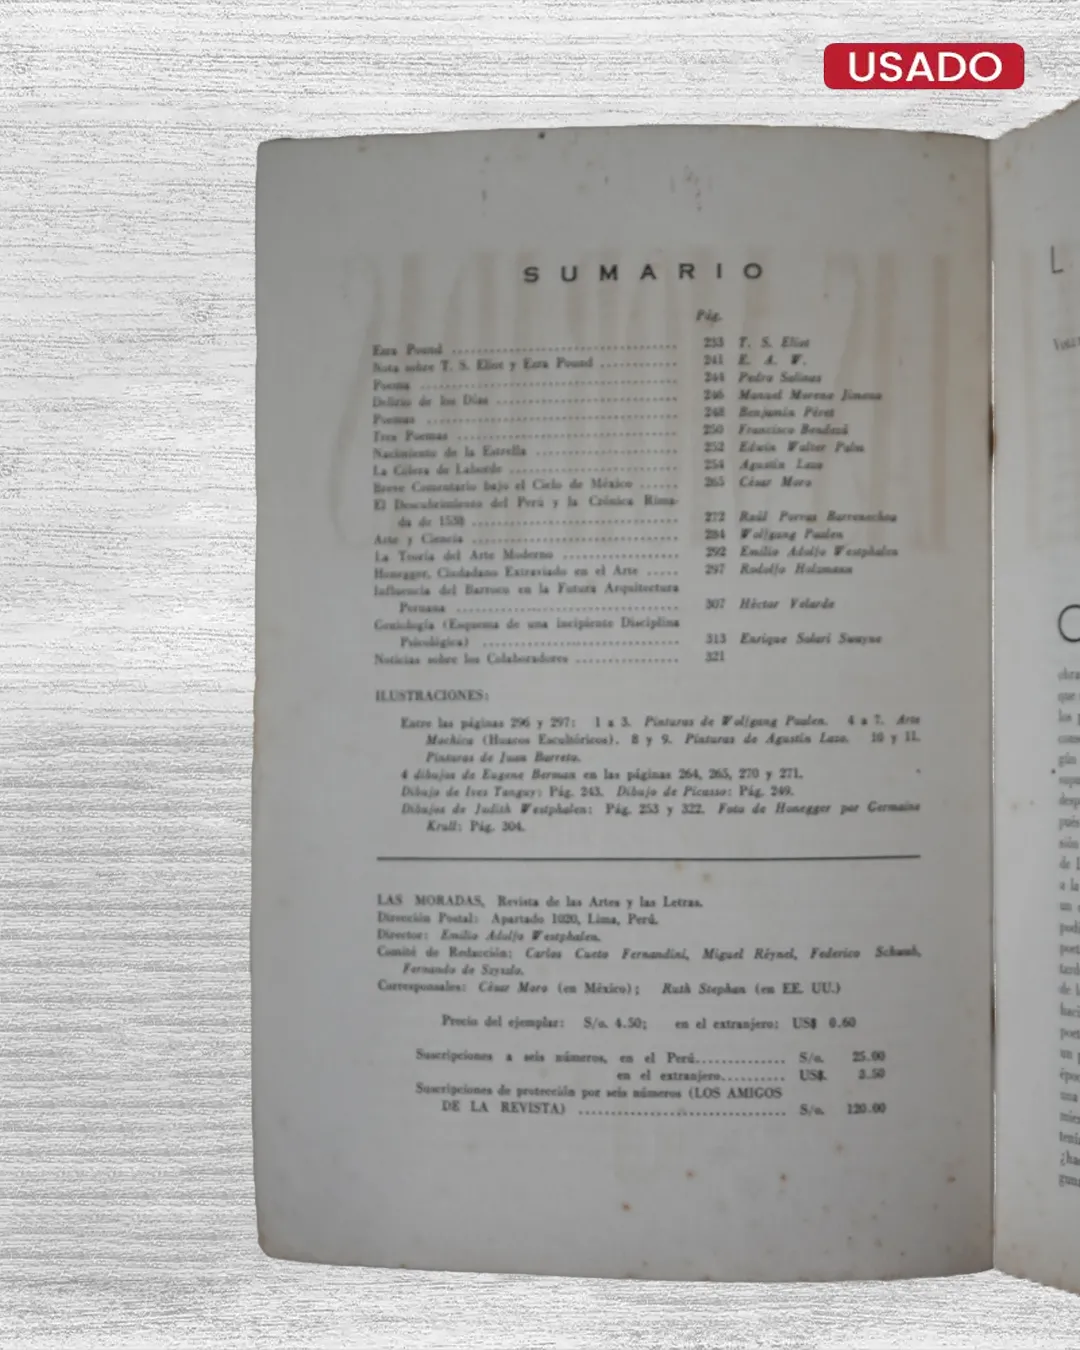 USADO
SUMARIO
Pág.
Ezra Pound ........ 233 T. S. Eliot
Nota sobre T. S. Eliot y Ezra Pound ........ 241 E. A. W.
Poema ........ 244 Pedro Salinas
Delirio de los Días ........ 246 Manuel Moreno Jimeno
Poemas ........ 248 Benjamín Péret
Tres Poemas ........ 250 Francisco Bendezú
Nacimiento de la Estrella ........ 252 Edwin Walter Palm
La Cólera de Laborde ........ 254 Agustín Lazo
Breve Comentario bajo el Cielo de México ...... 265 César Moro
El Descubrimiento del Perú y la Crónica Rima-
da de 1538 ........ 272 Raúl Porras Barrenechea
Arte y Ciencia ........ 284 Wolfgang Paalen
La Teoría del Arte Moderno ........ 292 Emilio Adolfo Westphalen
Honegger, Ciudadano Extraviado en el Arte ..... 297 Rodolfo Holzmann
Influencia del Barroco en la Futura Arquitectura
Peruana ........ 307 Héctor Velarde
Geniología (Esquema de una incipiente Disciplina
Psicológica) ........ 313 Enrique Solari Swayne
Noticias sobre los Colaboradores ........ 321
ILUSTRACIONES:
Entre las páginas 296 y 297: 1 a 3. Pinturas de Wolfgang Paalen. 4 a 7. Arte
Mochica (Huacos Escultóricos). 8 y 9. Pinturas de Agustín Lazo. 10 y 11.
Pinturas de Juan Barreto.
4 dibujos de Eugene Berman en las páginas 264, 265, 270 y 271.
Dibujo de Ives Tanguy: Pág. 243. Dibujo de Picasso: Pág. 249.
Dibujos de Judith Westphalen: Pág. 253 y 322. Foto de Honegger por Germaine
Krull: Pág. 304.
LAS MORADAS, Revista de las Artes y las Letras.
Dirección Postal: Apartado 1020, Lima, Perú.
Director: Emilio Adolfo Westphalen.
Comité de Redacción: Carlos Cueto Fernandini, Miguel Réynel, Federico Schwab,
Fernando de Szyszlo.
Corresponsales: César Moro (en México); Ruth Stephan (en EE. UU.)
Precio del ejemplar: S/o. 4.50; en el extranjero: US$ 0.60
Suscripciones a seis números, en el Perú.............. S/o. 25.00
en el extranjero.......... US$. 3.50
Suscripciones de protección por seis números (LOS AMIGOS
DE LA REVISTA) ........ S/o. 120.00